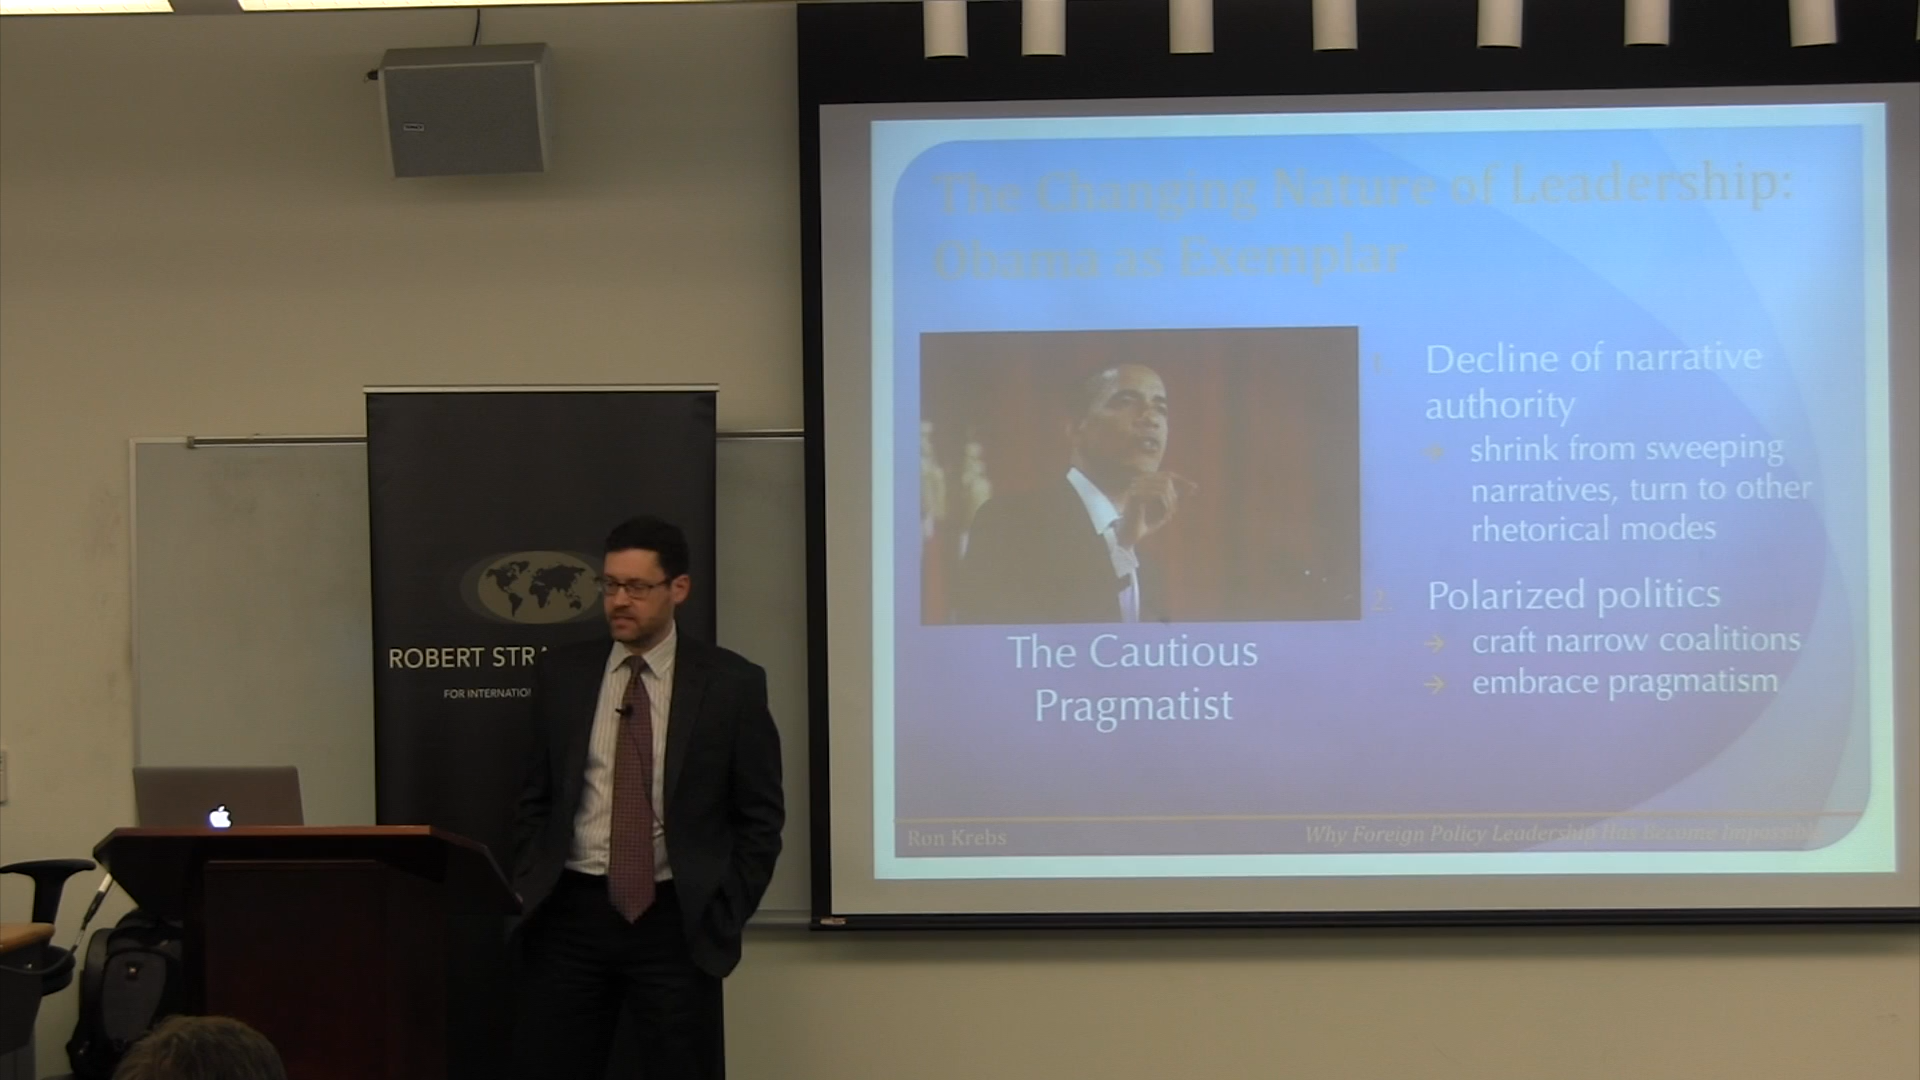 The Changing Nature of Leadership:
Obama as Exemplar
1. Decline of narrative
authority
→ shrink from sweeping
narratives, turn to other
rhetorical modes
2. Polarized politics
→ craft narrow coalitions
→ embrace pragmatism
The Cautious
Pragmatist
Ron Krebs
Why Foreign Policy Leadership Has Become
ROBERT
FOR